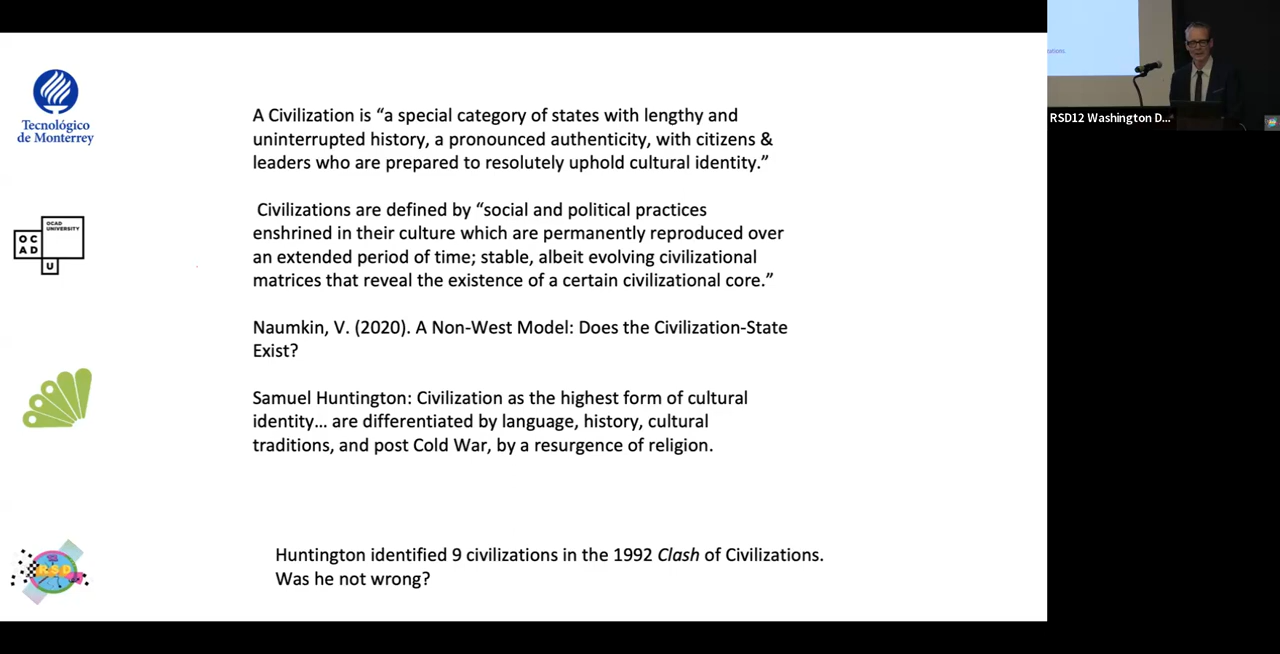 Tecnológico
de Monterrey
OCAD
UNIVERSITY
OC
AD
U
RSD
A Civilization is “a special category of states with lengthy and
uninterrupted history, a pronounced authenticity, with citizens &
leaders who are prepared to resolutely uphold cultural identity.”
Civilizations are defined by “social and political practices
enshrined in their culture which are permanently reproduced over
an extended period of time; stable, albeit evolving civilizational
matrices that reveal the existence of a certain civilizational core.”
Naumkin, V. (2020). A Non-West Model: Does the Civilization-State
Exist?
Samuel Huntington: Civilization as the highest form of cultural
identity... are differentiated by language, history, cultural
traditions, and post Cold War, by a resurgence of religion.
Huntington identified 9 civilizations in the 1992 Clash of Civilizations.
Was he not wrong?
RSD12 Washington D...